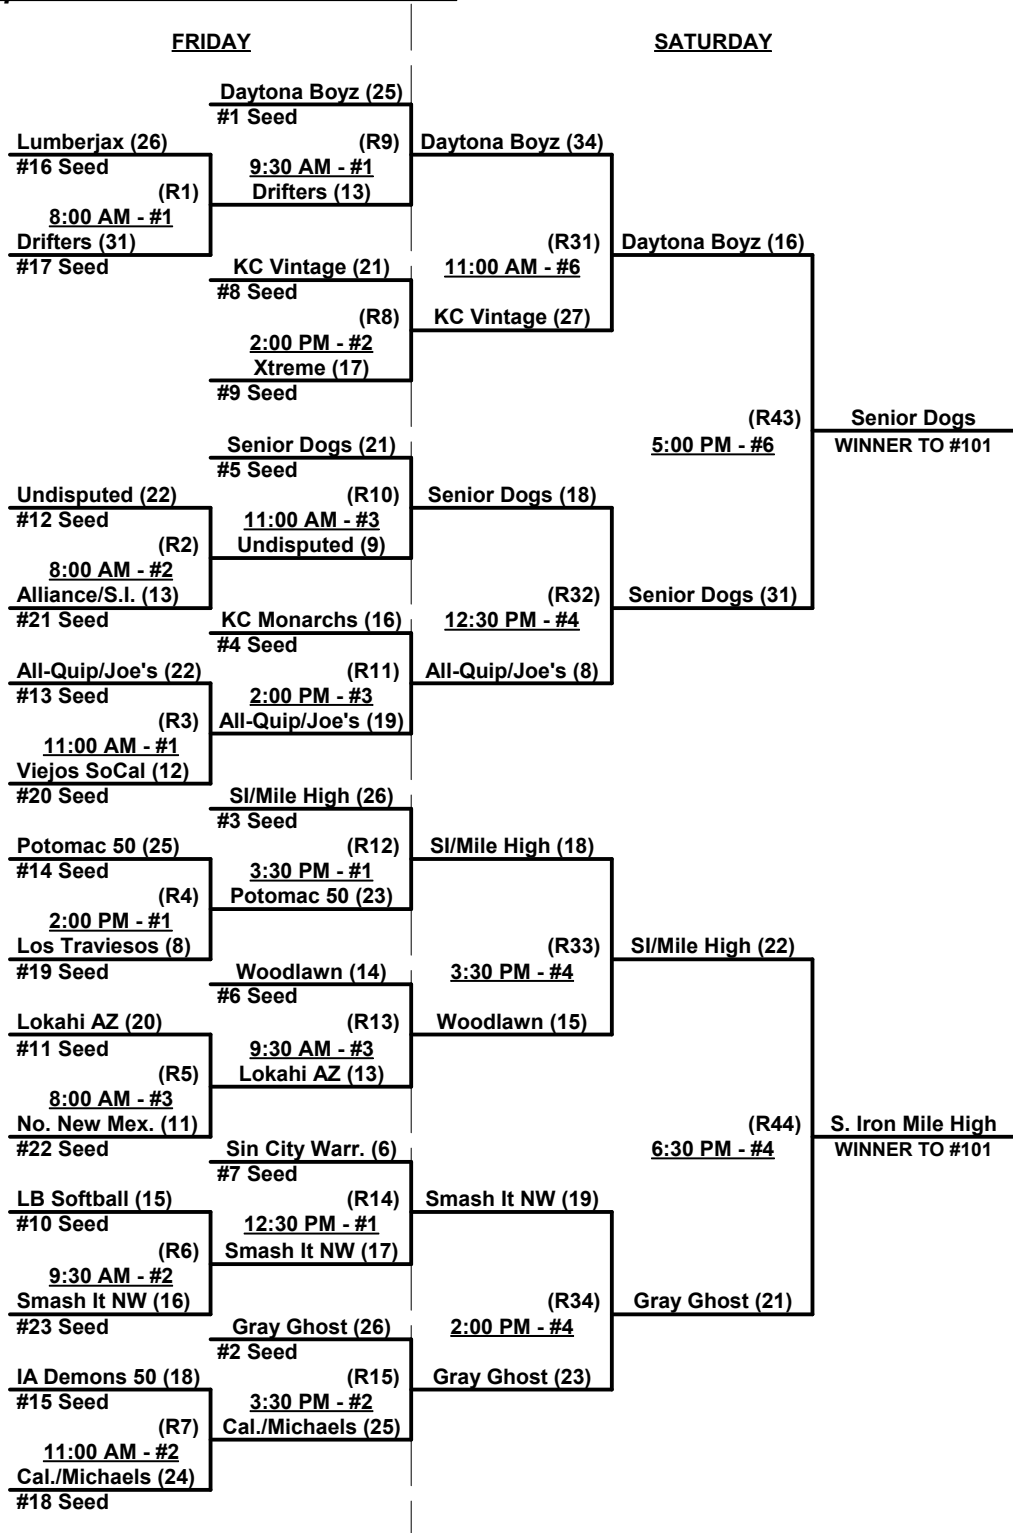 FRIDAY
SATURDAY
Daytona Boyz (25)
#1 Seed
Lumberjax (26)
(R9)
Daytona Boyz (34)
#16 Seed
9:30 AM - #1
(R1)
Drifters (13)
8:00 AM - #1
Drifters (31)
(R31)
Daytona Boyz (16)
#17 Seed
KC Vintage (21)
11:00 AM - #6
#8 Seed
(R8)
KC Vintage (27)
2:00 PM - #2
Xtreme (17)
#9 Seed
(R43)
Senior Dogs
Senior Dogs (21)
5:00 PM - #6
WINNER TO #101
#5 Seed
Undisputed (22)
(R10)
Senior Dogs (18)
#12 Seed
11:00 AM - #3
(R2)
Undisputed (9)
8:00 AM - #2
Alliance/S.I. (13)
(R32)
Senior Dogs (31)
#21 Seed
KC Monarchs (16)
12:30 PM - #4
#4 Seed
All-Quip/Joe's (22)
(R11)
All-Quip/Joe's (8)
#13 Seed
2:00 PM - #3
(R3)
All-Quip/Joe's (19)
11:00 AM - #1
Viejos SoCal (12)
#20 Seed
SI/Mile High (26)
#3 Seed
Potomac 50 (25)
(R12)
SI/Mile High (18)
#14 Seed
3:30 PM - #1
(R4)
Potomac 50 (23)
2:00 PM - #1
Los Traviesos (8)
(R33)
SI/Mile High (22)
#19 Seed
Woodlawn (14)
3:30 PM - #4
#6 Seed
Lokahi AZ (20)
(R13)
Woodlawn (15)
#11 Seed
9:30 AM - #3
(R5)
Lokahi AZ (13)
8:00 AM - #3
No. New Mex. (11)
(R44)
S. Iron Mile High
#22 Seed
Sin City Warr. (6)
6:30 PM - #4
WINNER TO #101
#7 Seed
LB Softball (15)
(R14)
Smash It NW (19)
#10 Seed
12:30 PM - #1
(R6)
Smash It NW (17)
9:30 AM - #2
Smash It NW (16)
(R34)
Gray Ghost (21)
#23 Seed
Gray Ghost (26)
2:00 PM - #4
#2 Seed
IA Demons 50 (18)
(R15)
Gray Ghost (23)
#15 Seed
3:30 PM - #2
(R7)
Cal./Michaels (25)
11:00 AM - #2
Cal./Michaels (24)
#18 Seed